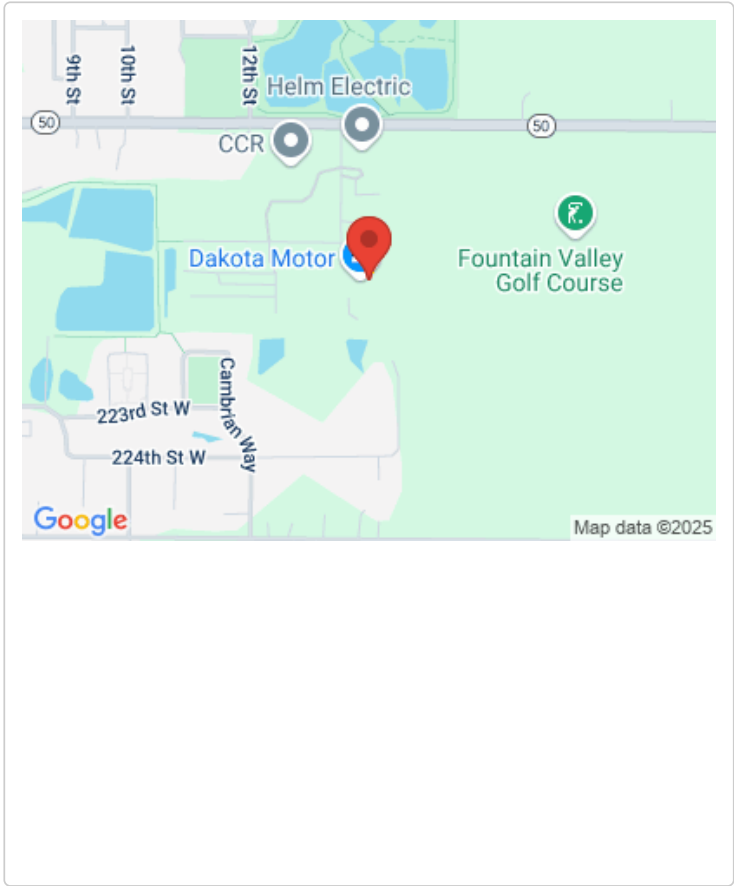 9th St
10th St
12th St
Helm Electric
50
50
CCR
Dakota Motor
Fountain Valley
Golf Course
Cambrian Way
223rd St W
224th St W
Google
Map data ©2025